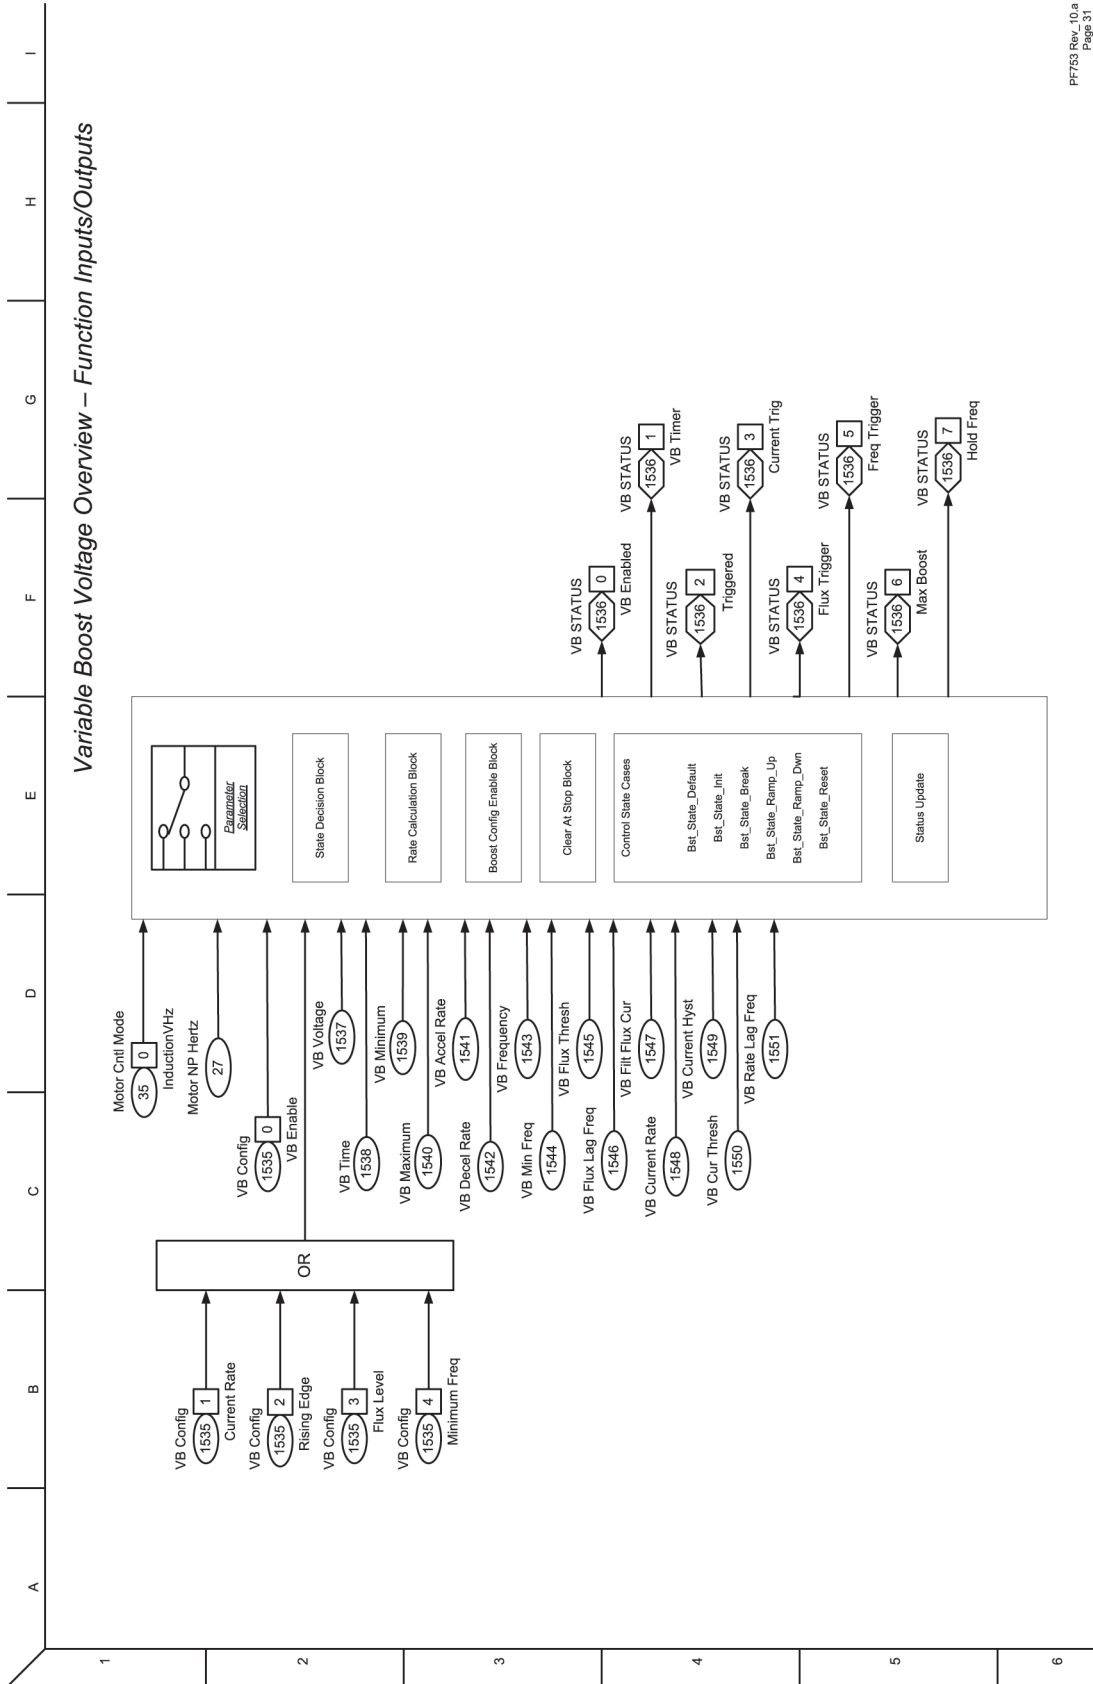 Variable Boost Voltage Overview – Function Inputs/Outputs
A
B
C
D
E
F
G
H
I
1
2
3
4
5
6
VB Config
1535
1
Current Rate
VB Config
1535
2
Rising Edge
VB Config
1535
3
Flux Level
VB Config
1535
4
Minimum Freq
OR
Motor Cntl Mode
35
0
InductionVHz
Motor NP Hertz
27
VB Config
1535
0
VB Enable
VB Voltage
1537
VB Time
1538
VB Minimum
1539
VB Maximum
1540
VB Accel Rate
1541
VB Decel Rate
1542
VB Frequency
1543
VB Min Freq
1544
VB Flux Thresh
1545
VB Flux Lag Freq
1546
VB Filt Flux Cur
1547
VB Current Rate
1548
VB Current Hyst
1549
VB Cur Thresh
1550
VB Rate Lag Freq
1551
Parameter
Selection
State Decision Block
Rate Calculation Block
Boost Config Enable Block
Clear At Stop Block
Control State Cases
Bst_State_Default
Bst_State_Init
Bst_State_Break
Bst_State_Ramp_Up
Bst_State_Ramp_Dwn
Bst_State_Reset
Status Update
VB STATUS
1536
0
VB Enabled
VB STATUS
1536
1
VB Timer
VB STATUS
1536
2
Triggered
VB STATUS
1536
3
Current Trig
VB STATUS
1536
4
Flux Trigger
VB STATUS
1536
5
Freq Trigger
VB STATUS
1536
6
Max Boost
VB STATUS
1536
7
Hold Freq
PF753 Rev_10.a
Page 31